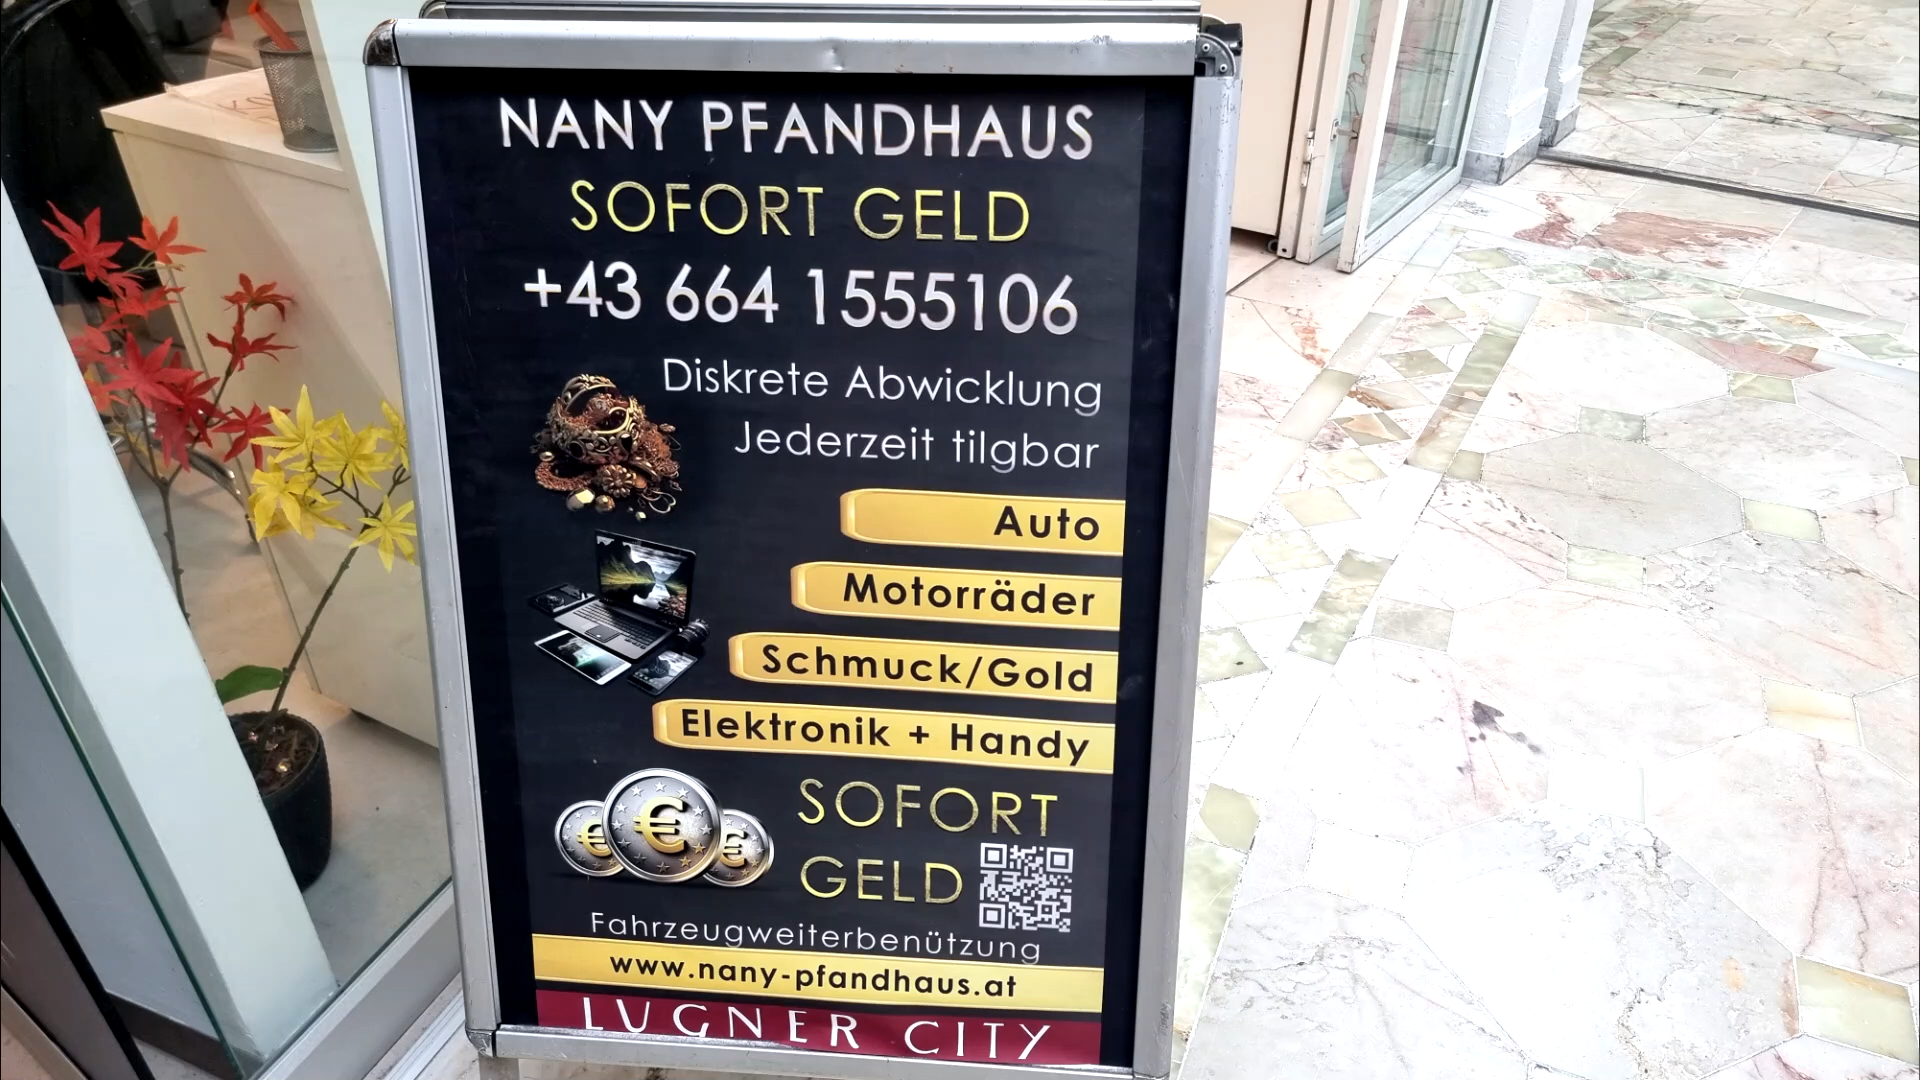 NANY PFANDHAUS
SOFORT GELD
+43 664 1555106
Diskrete Abwicklung
Jederzeit tilgbar
Auto
Motorräder
Schmuck/Gold
Elektronik + Handy
SOFORT
GELD
Fahrzeugweiterbenützung
www.nany-pfandhaus.at
LUGNER CITY